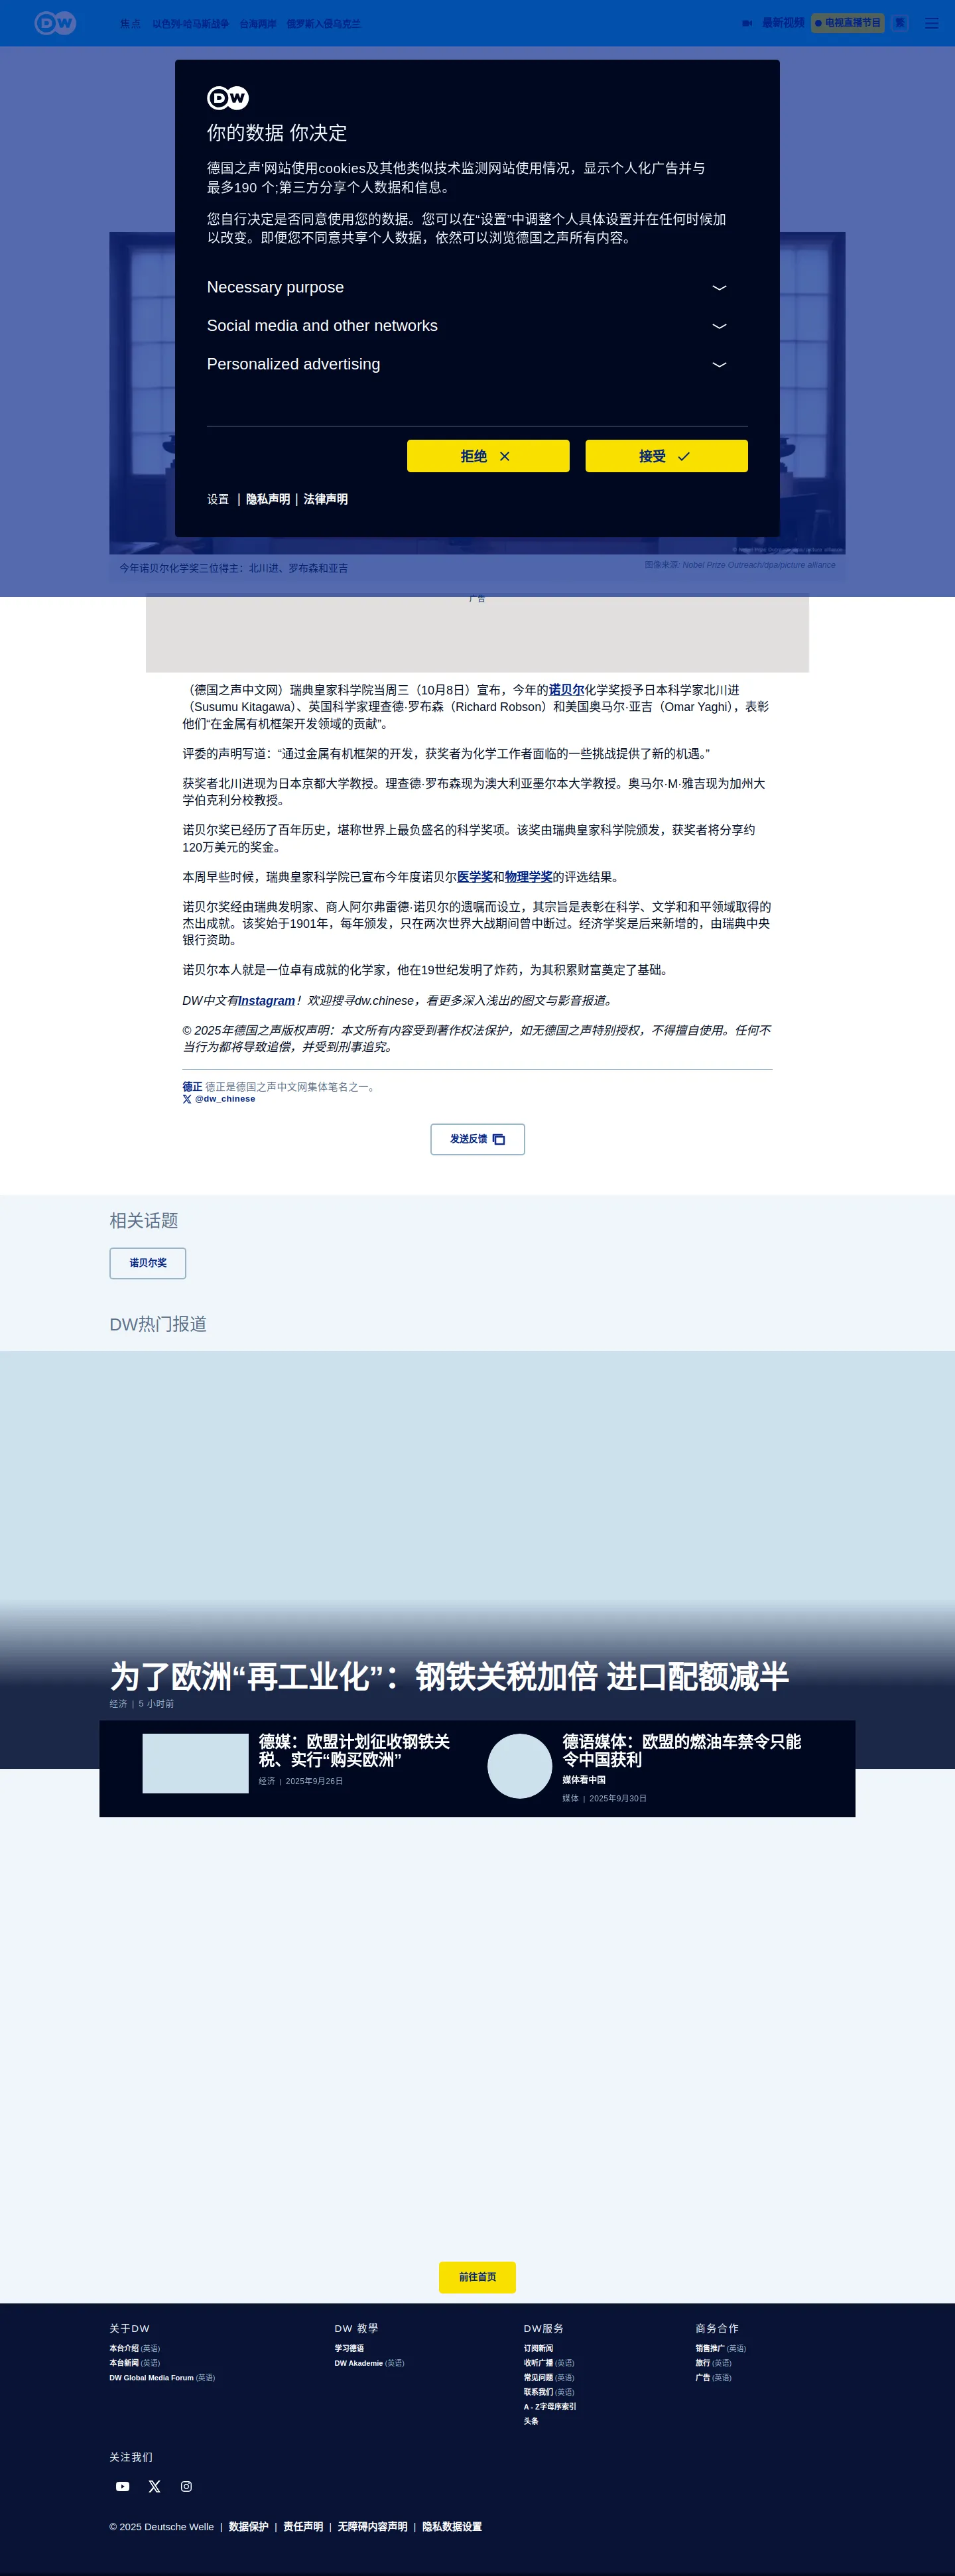 DW
焦点 以色列-哈马斯战争 台海两岸 俄罗斯入侵乌克兰
最新视频 电视直播节目 繁
DW
你的数据 你决定
德国之声'网站使用cookies及其他类似技术监测网站使用情况，显示个人化广告并与
最多190 个;第三方分享个人数据和信息。
您自行决定是否同意使用您的数据。您可以在“设置”中调整个人具体设置并在任何时候加
以改变。即便您不同意共享个人数据，依然可以浏览德国之声所有内容。
Necessary purpose
Social media and other networks
Personalized advertising
拒绝 接受
设置 | 隐私声明 | 法律声明
今年诺贝尔化学奖三位得主：北川进、罗布森和亚吉
图像来源: Nobel Prize Outreach/dpa/picture alliance
广告
（德国之声中文网）瑞典皇家科学院当周三（10月8日）宣布，今年的诺贝尔化学奖授予日本科学家北川进
（Susumu Kitagawa）、英国科学家理查德·罗布森（Richard Robson）和美国奥马尔·亚吉（Omar Yaghi），表彰
他们“在金属有机框架开发领域的贡献”。
评委的声明写道：“通过金属有机框架的开发，获奖者为化学工作者面临的一些挑战提供了新的机遇。”
获奖者北川进现为日本京都大学教授。理查德·罗布森现为澳大利亚墨尔本大学教授。奥马尔·M·雅吉现为加州大
学伯克利分校教授。
诺贝尔奖已经历了百年历史，堪称世界上最负盛名的科学奖项。该奖由瑞典皇家科学院颁发，获奖者将分享约
120万美元的奖金。
本周早些时候，瑞典皇家科学院已宣布今年度诺贝尔医学奖和物理学奖的评选结果。
诺贝尔奖经由瑞典发明家、商人阿尔弗雷德·诺贝尔的遗嘱而设立，其宗旨是表彰在科学、文学和和平领域取得的
杰出成就。该奖始于1901年，每年颁发，只在两次世界大战期间曾中断过。经济学奖是后来新增的，由瑞典中央
银行资助。
诺贝尔本人就是一位卓有成就的化学家，他在19世纪发明了炸药，为其积累财富奠定了基础。
DW中文有Instagram！欢迎搜寻dw.chinese，看更多深入浅出的图文与影音报道。
© 2025年德国之声版权声明：本文所有内容受到著作权法保护，如无德国之声特别授权，不得擅自使用。任何不
当行为都将导致追偿，并受到刑事追究。
德正 德正是德国之声中文网集体笔名之一。
@dw_chinese
发送反馈
相关话题
诺贝尔奖
DW热门报道
为了欧洲“再工业化”：钢铁关税加倍 进口配额减半
经济 | 5 小时前
德媒：欧盟计划征收钢铁关
税、实行“购买欧洲”
经济 | 2025年9月26日
德语媒体：欧盟的燃油车禁令只能
令中国获利
媒体看中国
媒体 | 2025年9月30日
前往首页
关于DW
本台介绍 (英语)
本台新闻 (英语)
DW Global Media Forum (英语)
DW 教學
学习德语
DW Akademie (英语)
DW服务
订阅新闻
收听广播 (英语)
常见问题 (英语)
联系我们 (英语)
A - Z字母序索引
头条
商务合作
销售推广 (英语)
旅行 (英语)
广告 (英语)
关注我们
© 2025 Deutsche Welle | 数据保护 | 责任声明 | 无障碍内容声明 | 隐私数据设置